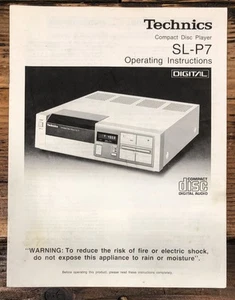 Technics
Compact Disc Player
SL-P7
Operating Instructions
DIGITAL
Technics
COMPACT
disc
DIGITAL AUDIO
"WARNING: To reduce the risk of fire or electric shock,
do not expose this appliance to rain or moisture".
Before operating this product, please read these instructions completely.